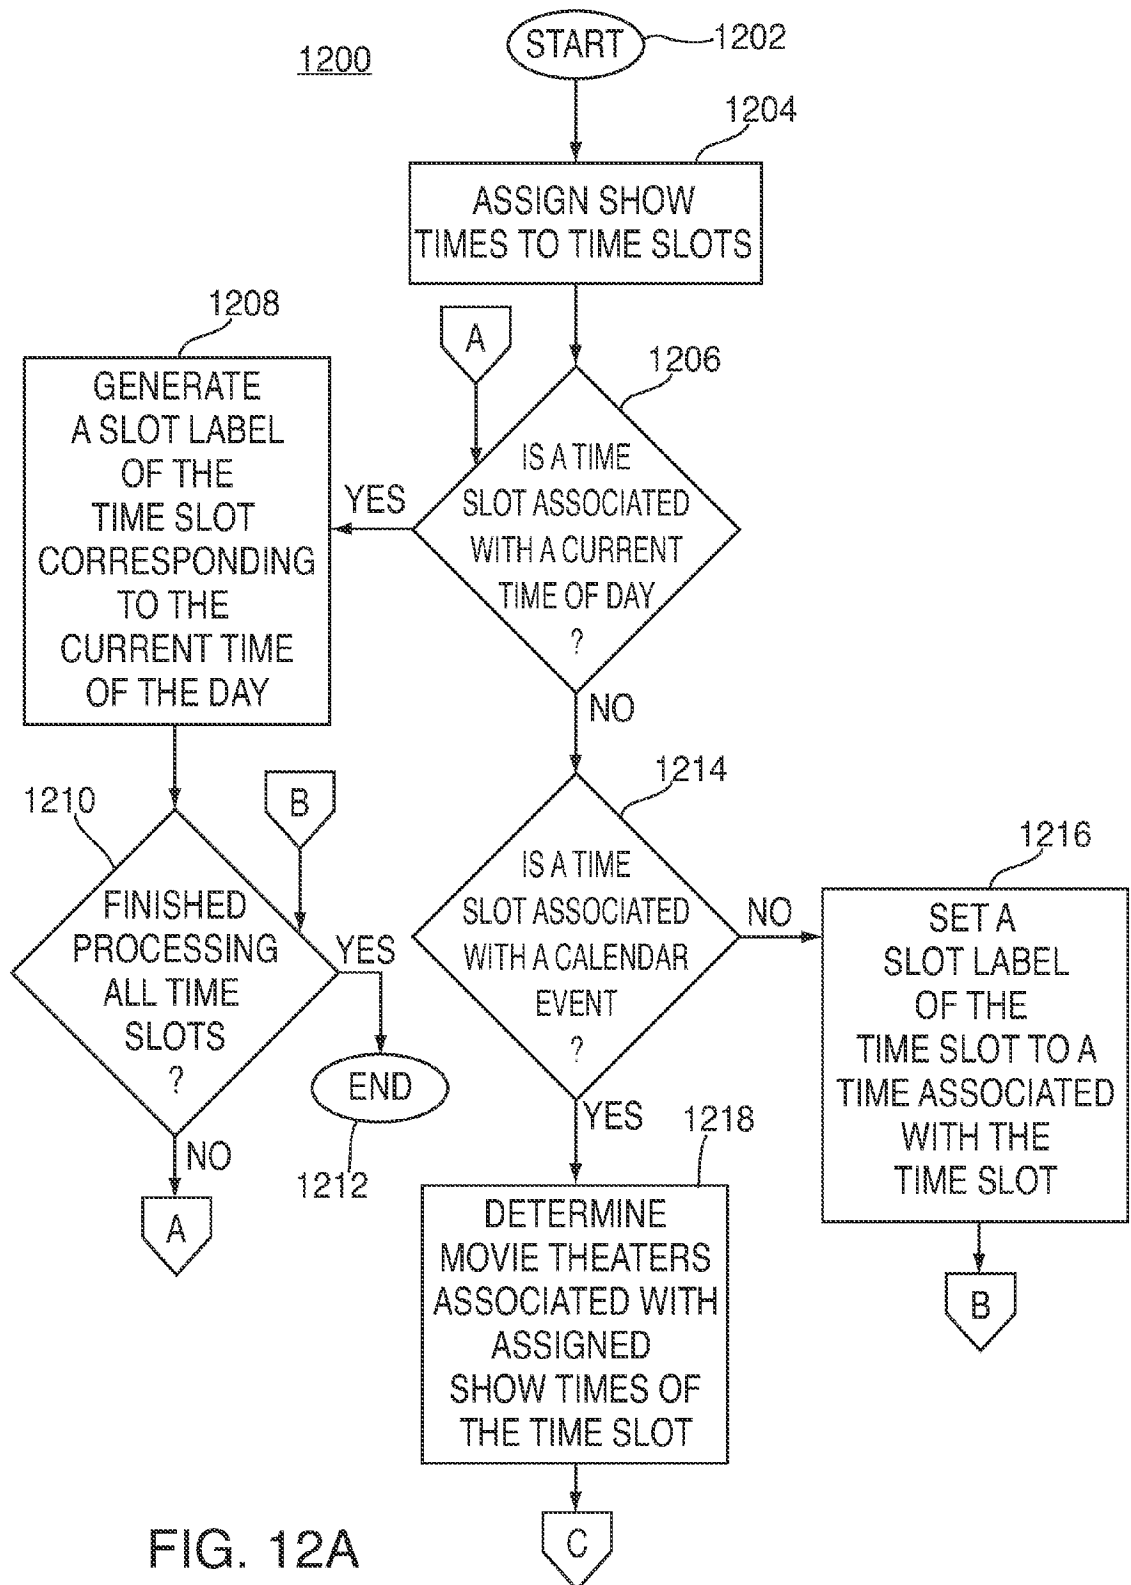 1200
START
1202
1204
ASSIGN SHOW
TIMES TO TIME SLOTS
A
1206
IS A TIME
SLOT ASSOCIATED
WITH A CURRENT
TIME OF DAY
?
YES
NO
1208
GENERATE
A SLOT LABEL
OF THE
TIME SLOT
CORRESPONDING
TO THE
CURRENT TIME
OF THE DAY
1210
B
FINISHED
PROCESSING
ALL TIME
SLOTS
?
YES
END
1212
NO
A
1214
IS A TIME
SLOT ASSOCIATED
WITH A CALENDAR
EVENT
?
NO
YES
1216
SET A
SLOT LABEL
OF THE
TIME SLOT TO A
TIME ASSOCIATED
WITH THE
TIME SLOT
B
1218
DETERMINE
MOVIE THEATERS
ASSOCIATED WITH
ASSIGNED
SHOW TIMES OF
THE TIME SLOT
C
FIG. 12A